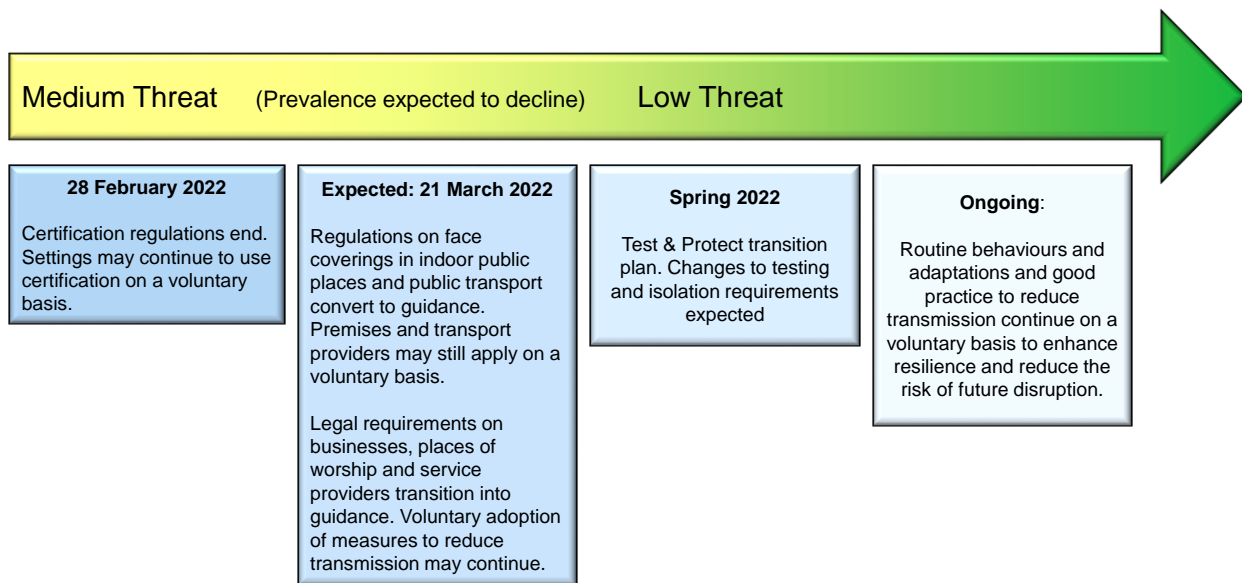 Medium Threat (Prevalence expected to decline) Low Threat
28 February 2022
Certification regulations end.
Settings may continue to use
certification on a voluntary
basis.
Expected: 21 March 2022
Regulations on face
coverings in indoor public
places and public transport
convert to guidance.
Premises and transport
providers may still apply on a
voluntary basis.
Legal requirements on
businesses, places of
worship and service
providers transition into
guidance. Voluntary adoption
of measures to reduce
transmission may continue.
Spring 2022
Test & Protect transition
plan. Changes to testing
and isolation requirements
expected
Ongoing:
Routine behaviours and
adaptations and good
practice to reduce
transmission continue on a
voluntary basis to enhance
resilience and reduce the
risk of future disruption.